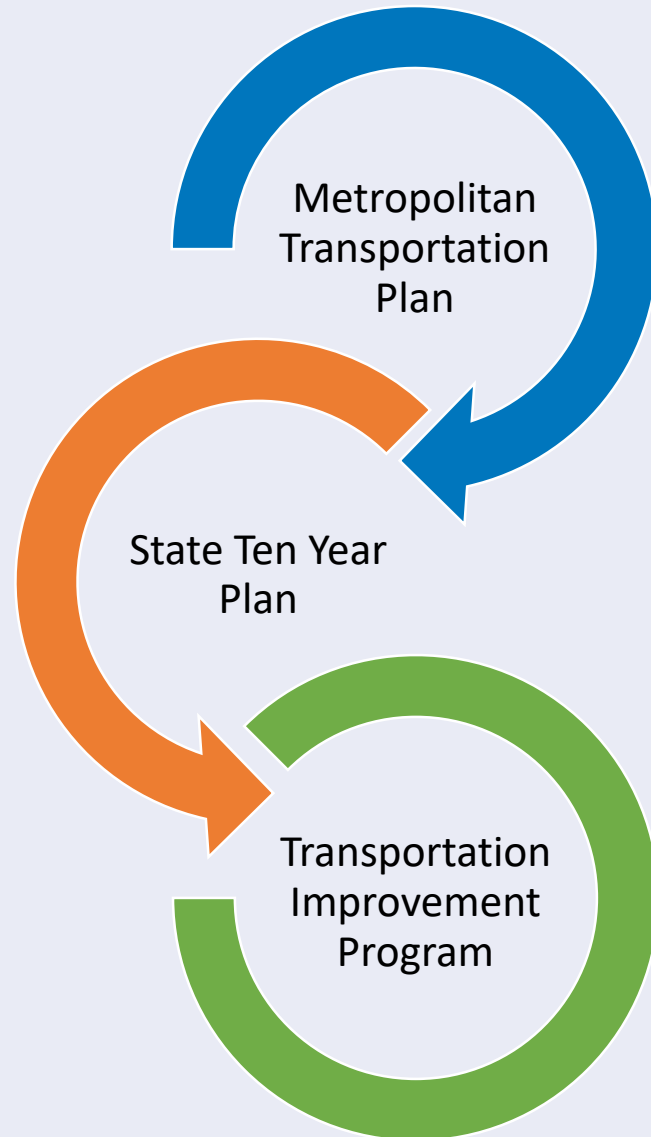 Metropolitan
Transportation
Plan
State Ten Year
Plan
Transportation
Improvement
Program